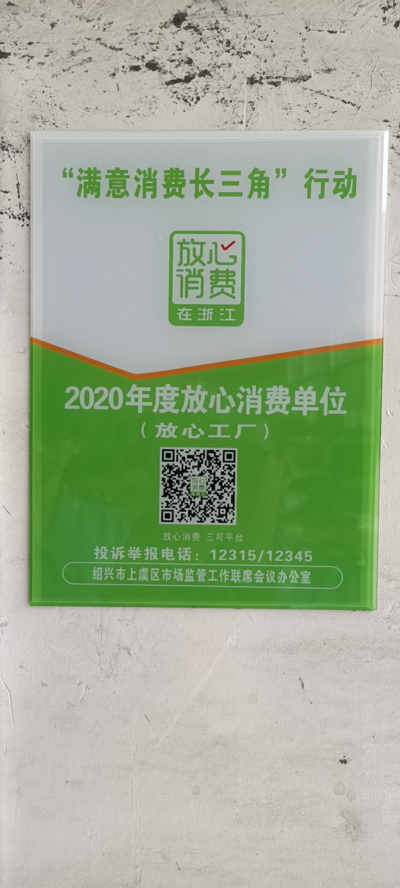 “满意消费长三角”行动
放心
消费
在浙江
2020年度放心消费单位
(放心工厂)
放心消费 三可平台
投诉举报电话:12315/12345
绍兴市上虞区市场监管工作联席会议办公室